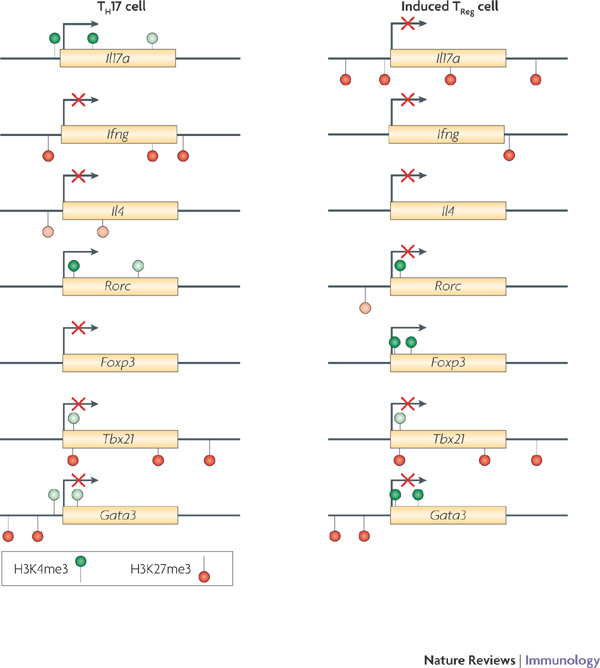 TH17 cell
Induced TReg cell
Il17a
Il17a
Ifng
Ifng
Il4
Il4
Rorc
Rorc
Foxp3
Foxp3
Tbx21
Tbx21
Gata3
Gata3
H3K4me3 H3K27me3
Nature Reviews | Immunology